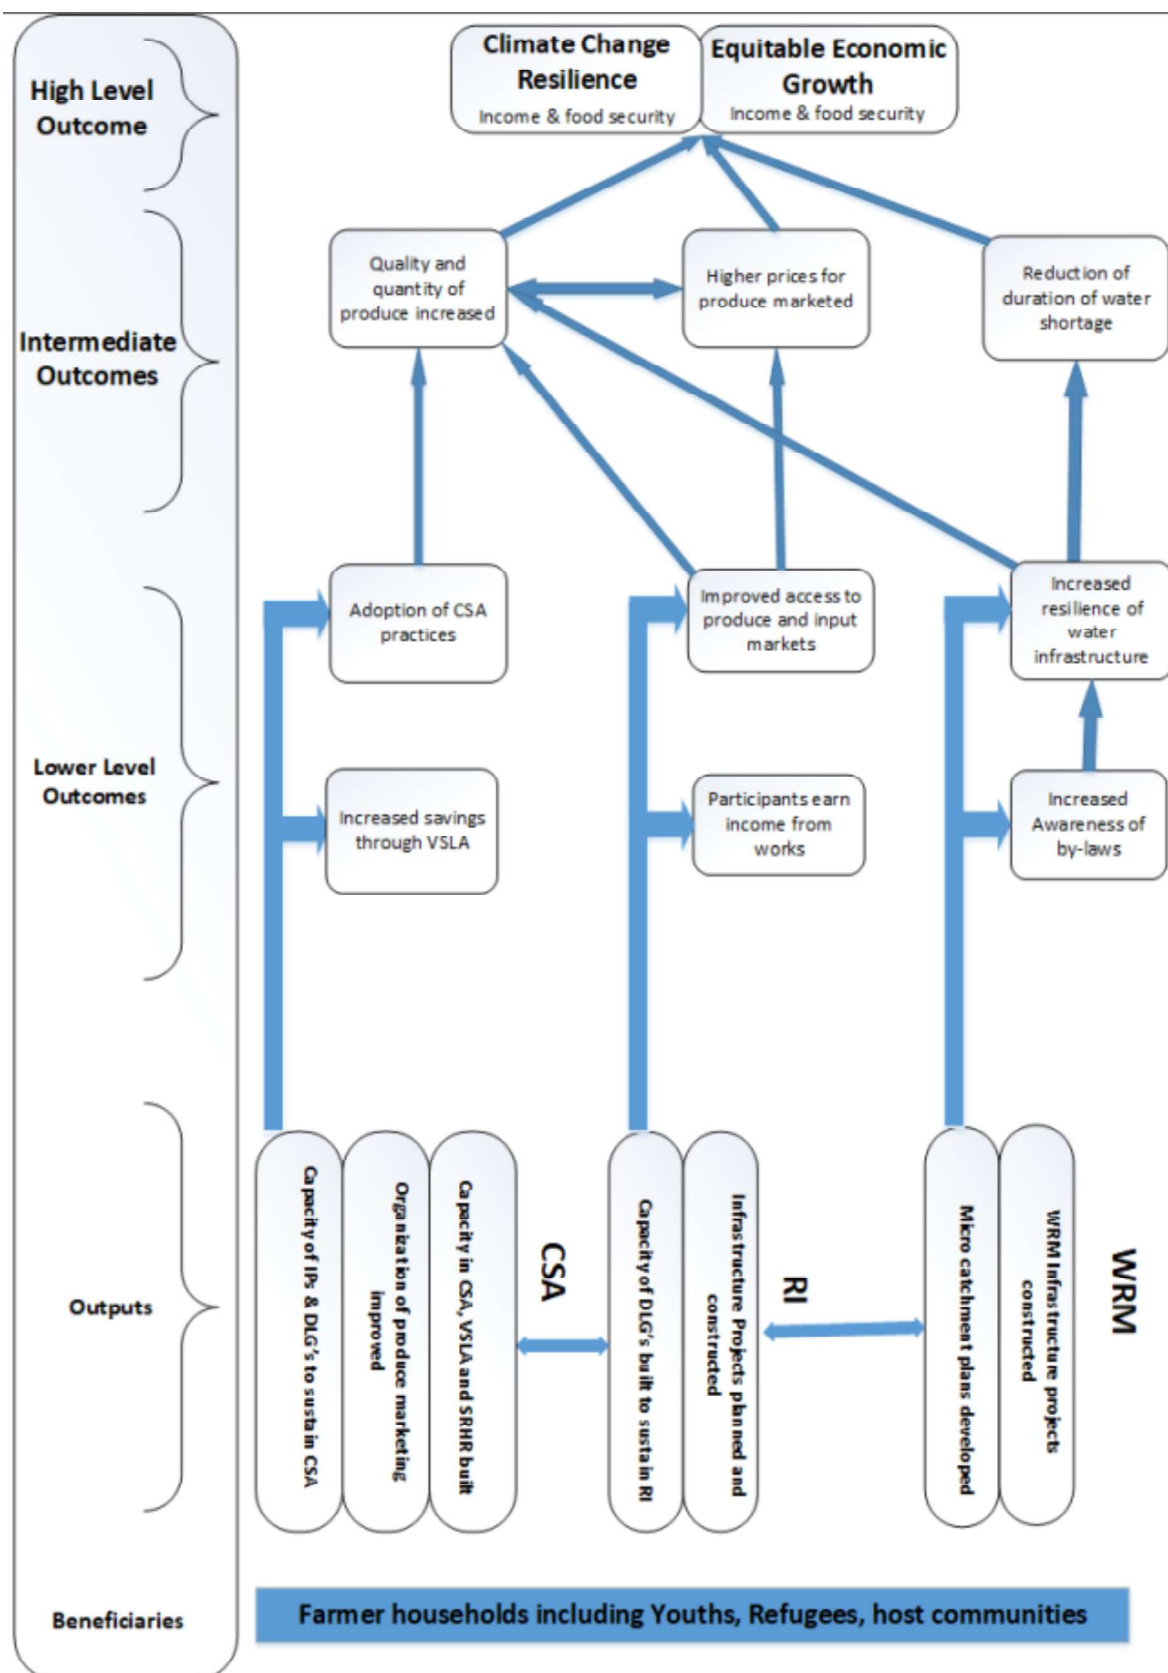 High Level
Outcome
Climate Change
Resilience
Income & food security
Equitable Economic
Growth
Income & food security
Intermediate
Outcomes
Quality and
quantity of
produce increased
Higher prices for
produce marketed
Reduction of
duration of water
shortage
Lower Level
Outcomes
Adoption of CSA
practices
Improved access to
produce and input
markets
Increased
resilience of
water
infrastructure
Increased savings
through VSLA
Participants earn
income from
works
Increased
Awareness of
by-laws
Outputs
Capacity of IPs & DLG's to sustain CSA
Organization of produce marketing
improved
Capacity in CSA, VSLA and SRHR built
CSA
Capacity of DLG's built to sustain RI
Infrastructure Projects planned and
constructed
RI
Micro catchment plans developed
WRM Infrastructure projects
constructed
WRM
Beneficiaries
Farmer households including Youths, Refugees, host communities